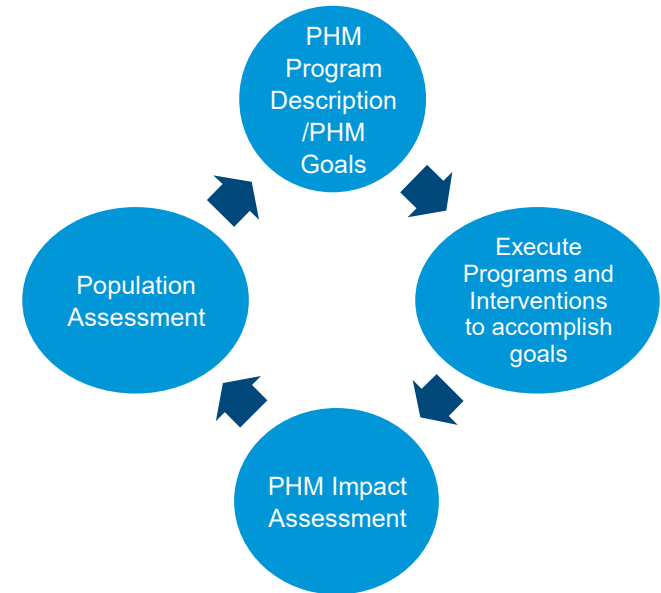 PHM
Program
Description
/PHM
Goals
Execute
Programs and
Interventions
to accomplish
goals
PHM Impact
Assessment
Population
Assessment